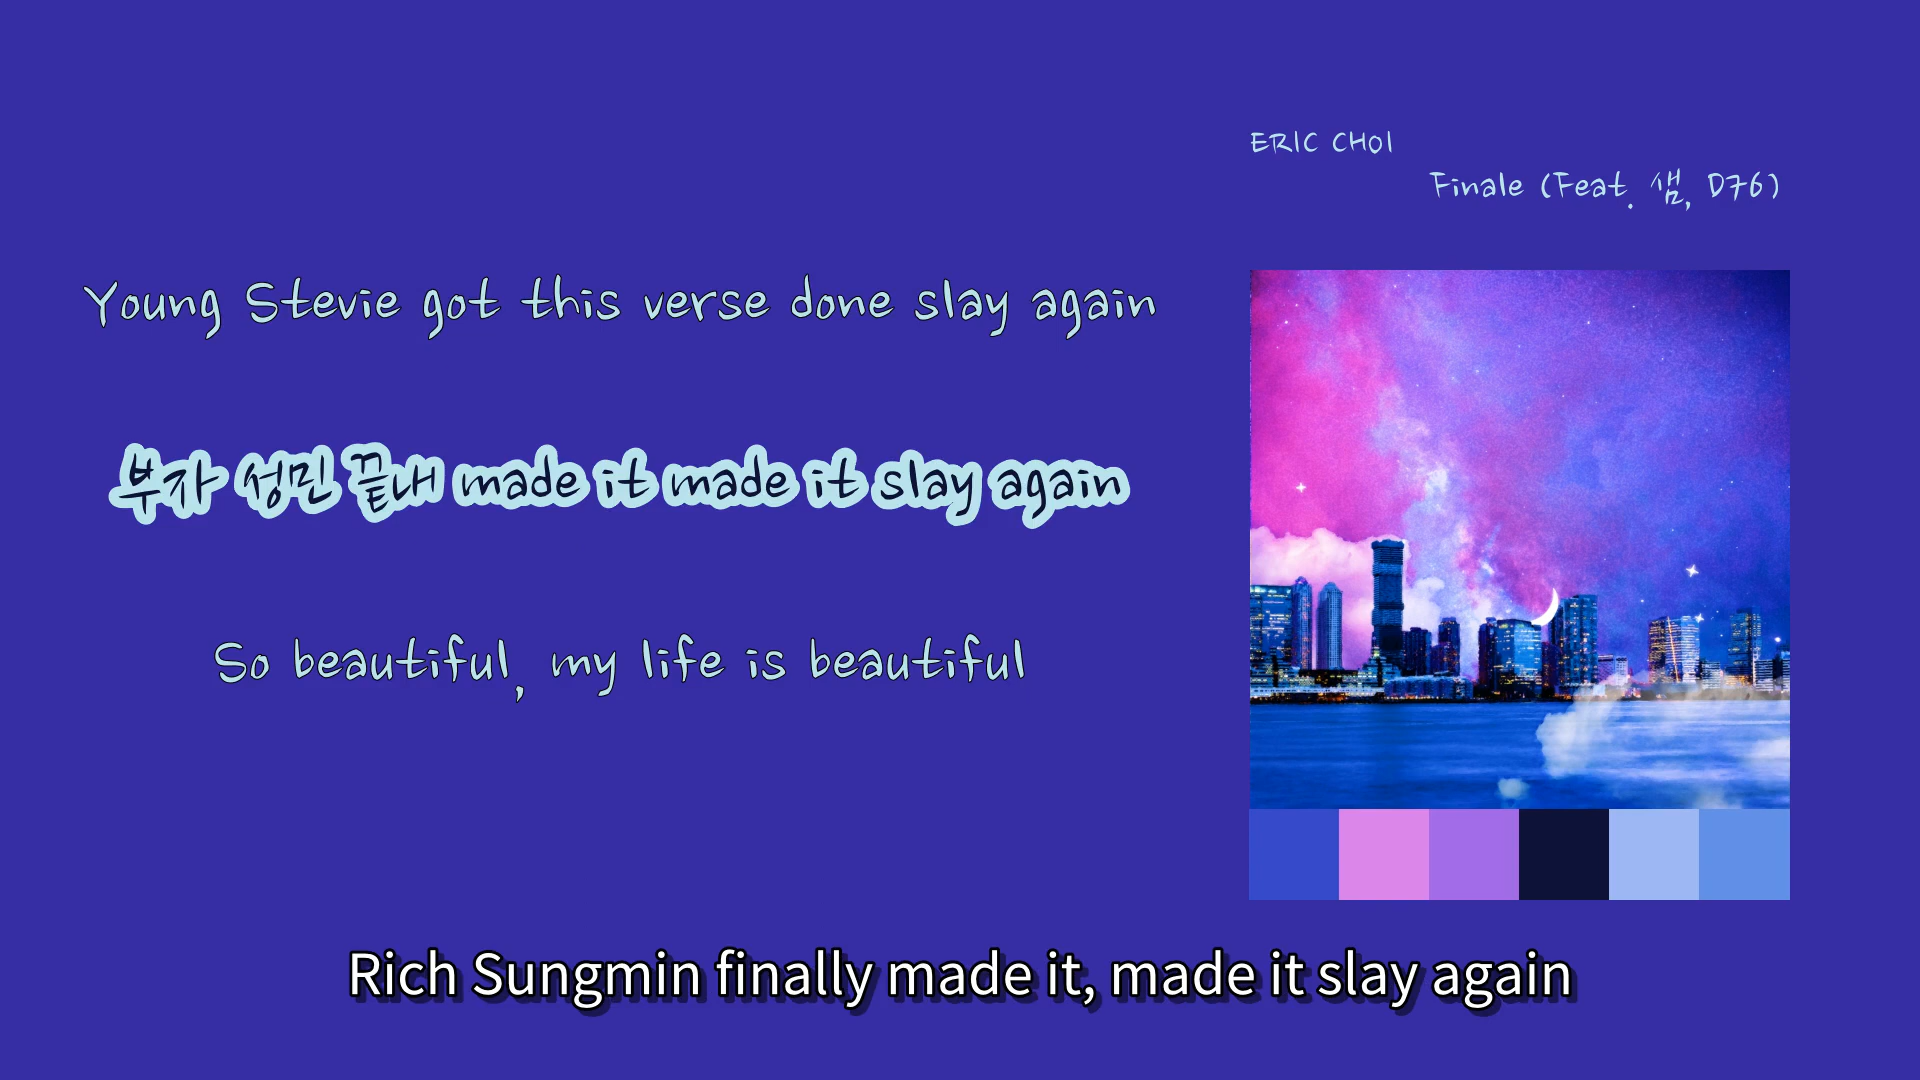 ERIC CHOI
Finale (Feat. 샘, D76)
Young Stevie got this verse done slay again
부자 성민 끝내 made it made it slay again
So beautiful, my life is beautiful
Rich Sungmin finally made it, made it slay again